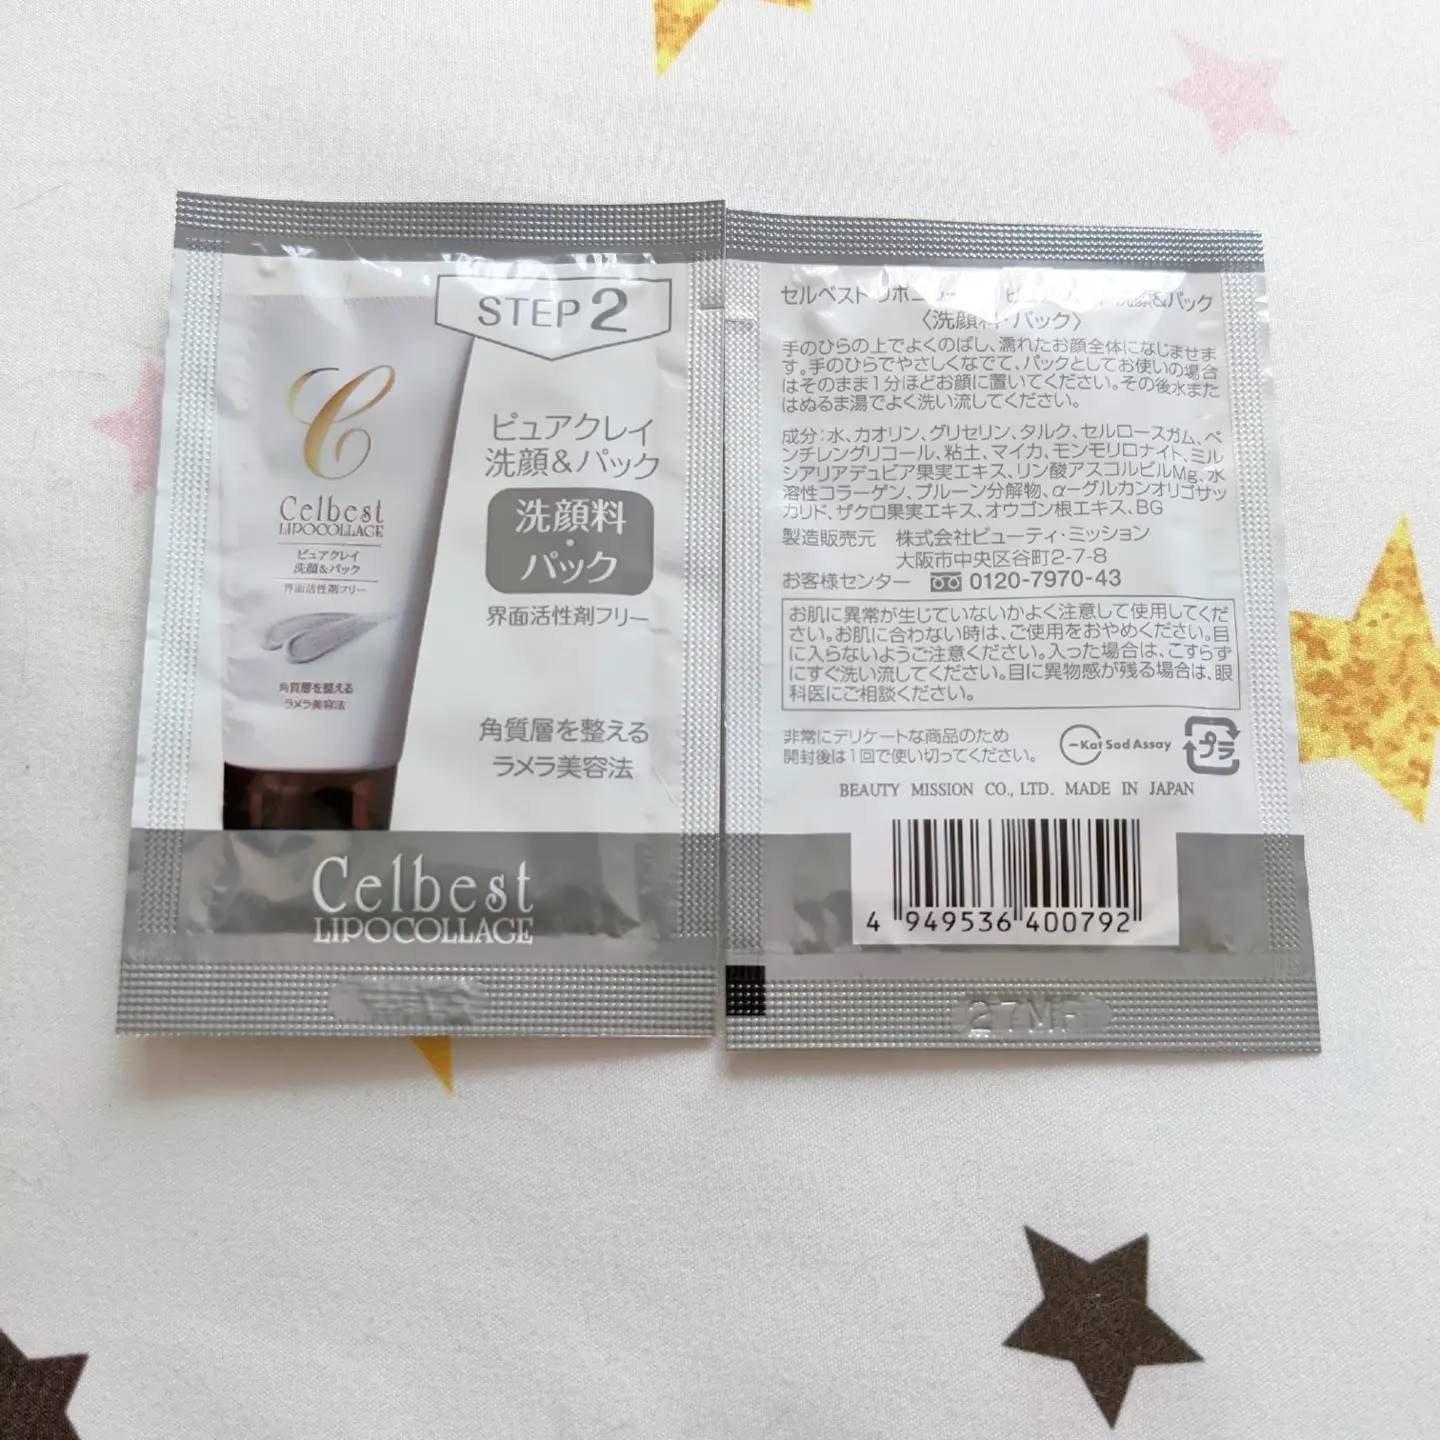 STEP 2
ピュアクレイ
洗顔&パック
洗顔料
・
パック
界面活性剤フリー
角質層を整える
ラメラ美容法
C
Celbest
LIPOCOLLAGE
ピュアクレイ
洗顔&パック
界面活性剤フリー
角質層を整える
ラメラ美容法
Celbest
LIPOCOLLAGE
セルベスト 洗顔&パック
〈洗顔料・パック〉
手のひらの上でよくのばし、濡れたお顔全体になじませま
す。手のひらでやさしくなでて、パックとしてお使いの場合
はそのまま1分ほどお顔に置いてください。その後水また
はぬるま湯でよく洗い流してください。
成分:水、カオリン、グリセリン、タルク、セルロースガム、ペ
ンチレングリコール、粘土、マイカ、モンモリロナイト、ミル
シアリアデュビア果実エキス、リン酸アスコルビルMg、水
溶性コラーゲン、プルーン分解物、α-グルカンオリゴサッ
カリド、ザクロ果実エキス、オウゴン根エキス、BG
製造販売元 株式会社ビューティ・ミッション
大阪市中央区谷町2-7-8
お客様センター 0120-7970-43
お肌に異常が生じていないかよく注意して使用してくだ
さい。お肌に合わない時は、ご使用をおやめください。目
に入らないようご注意ください。入った場合は、こすらず
にすぐ洗い流してください。目に異物感が残る場合は、眼
科医にご相談ください。
非常にデリケートな商品のため
開封後は1回で使い切ってください。
Kat Sod Assay
プラ
BEAUTY MISSION CO., LTD. MADE IN JAPAN
4 949536 400792
27MF